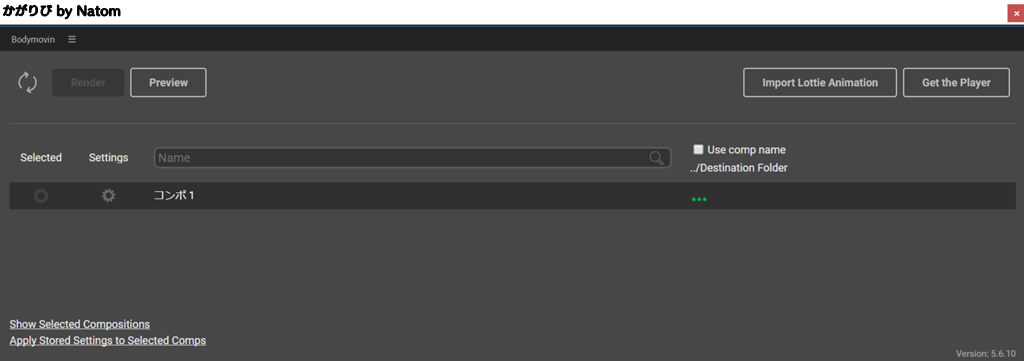 かがりび by Natom
Bodymovin
Render Preview Import Lottie Animation Get the Player
Selected Settings Name Use comp name
../Destination Folder
コンポ 1
Show Selected Compositions
Apply Stored Settings to Selected Comps
Version: 5.6.10